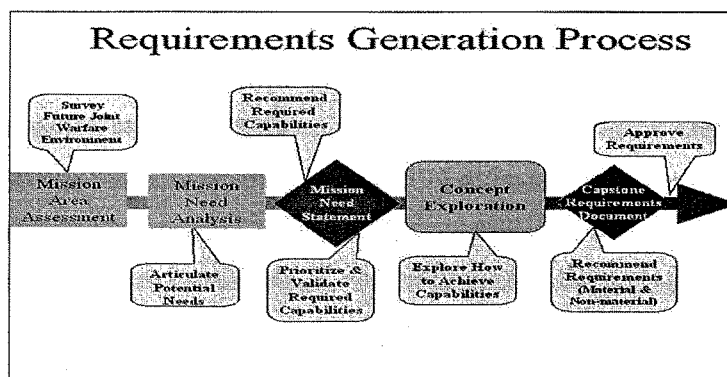 Requirements Generation Process
Survey
Future Joint
Warfare
Environment
Recommend
Required
Capabilities
Approve
Requirements
Mission
Area
Assessment
Mission
Need
Analysis
Mission
Need
Statement
Concept
Exploration
Capstone
Requirements
Document
Articulate
Potential
Needs
Prioritize &
Validate
Required
Capabilities
Explore How
to Achieve
Capabilities
Recommend
Requirements
(Material &
Non-material)